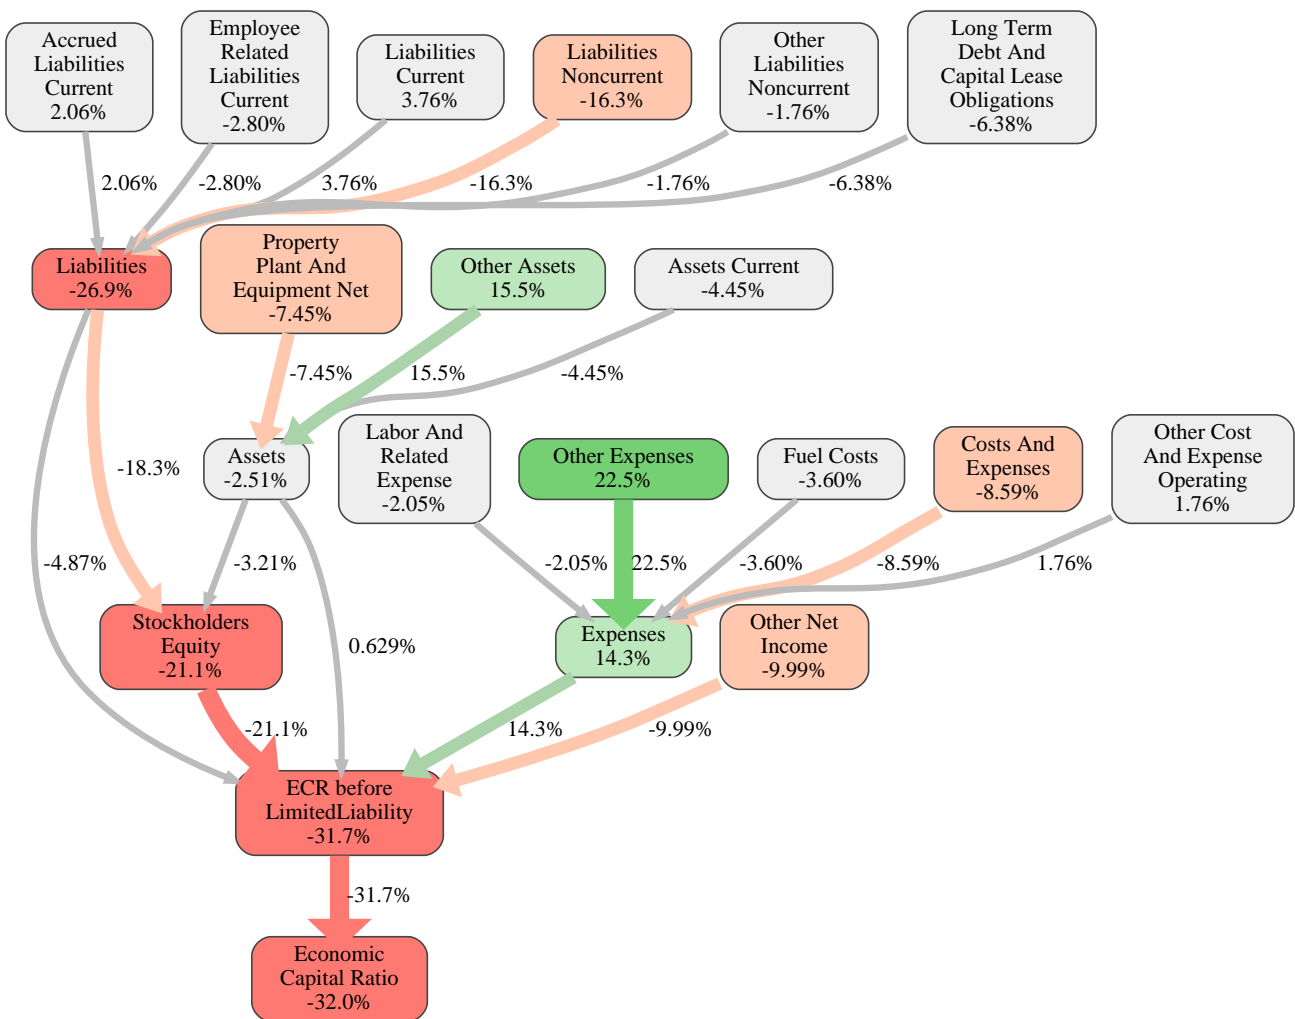 Accrued
Liabilities
Current
2.06%
Employee
Related
Liabilities
Current
-2.80%
Liabilities
Current
3.76%
Liabilities
Noncurrent
-16.3%
Other
Liabilities
Noncurrent
-1.76%
Long Term
Debt And
Capital Lease
Obligations
-6.38%
2.06%
-2.80%
3.76%
-16.3%
-1.76%
-6.38%
Liabilities
-26.9%
Property
Plant And
Equipment Net
-7.45%
Other Assets
15.5%
Assets Current
-4.45%
-7.45%
15.5%
-4.45%
-18.3%
Assets
-2.51%
Labor And
Related
Expense
-2.05%
Other Expenses
22.5%
Fuel Costs
-3.60%
Costs And
Expenses
-8.59%
Other Cost
And Expense
Operating
1.76%
-4.87%
-3.21%
-2.05%
22.5%
-3.60%
-8.59%
1.76%
Stockholders
Equity
-21.1%
0.629%
Expenses
14.3%
Other Net
Income
-9.99%
-21.1%
14.3%
-9.99%
ECR before
LimitedLiability
-31.7%
-31.7%
Economic
Capital Ratio
-32.0%